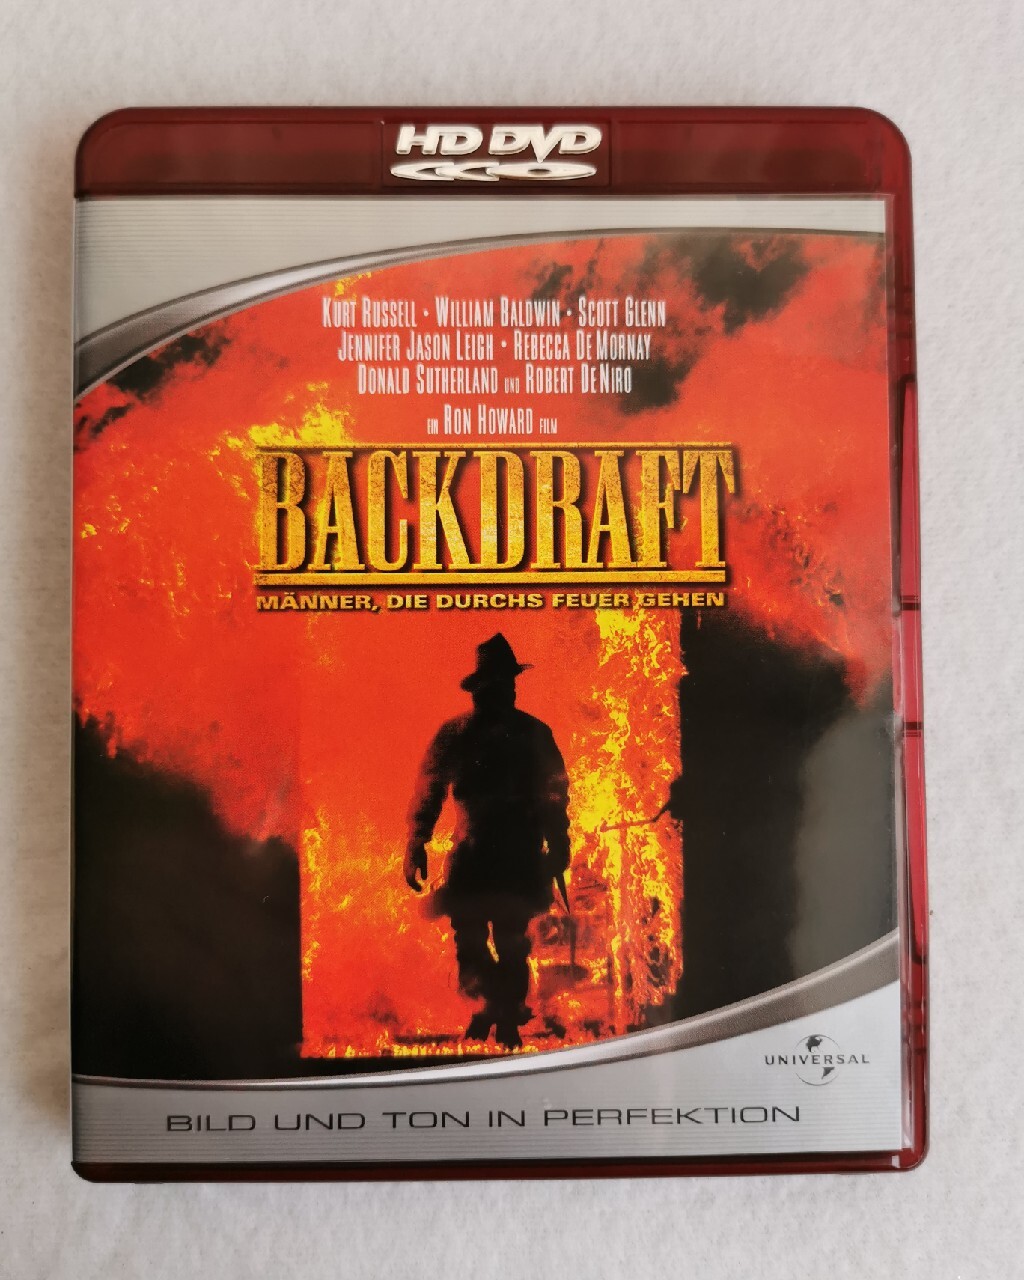 HD DVD
KURT RUSSELL • WILLIAM BALDWIN • SCOTT GLENN
JENNIFER JASON LEIGH • REBECCA DE MORNAY
DONALD SUTHERLAND UND ROBERT DE NIRO
EIN RON HOWARD FILM
BACKDRAFT
MÄNNER, DIE DURCHS FEUER GEHEN
UNIVERSAL
BILD UND TON IN PERFEKTION